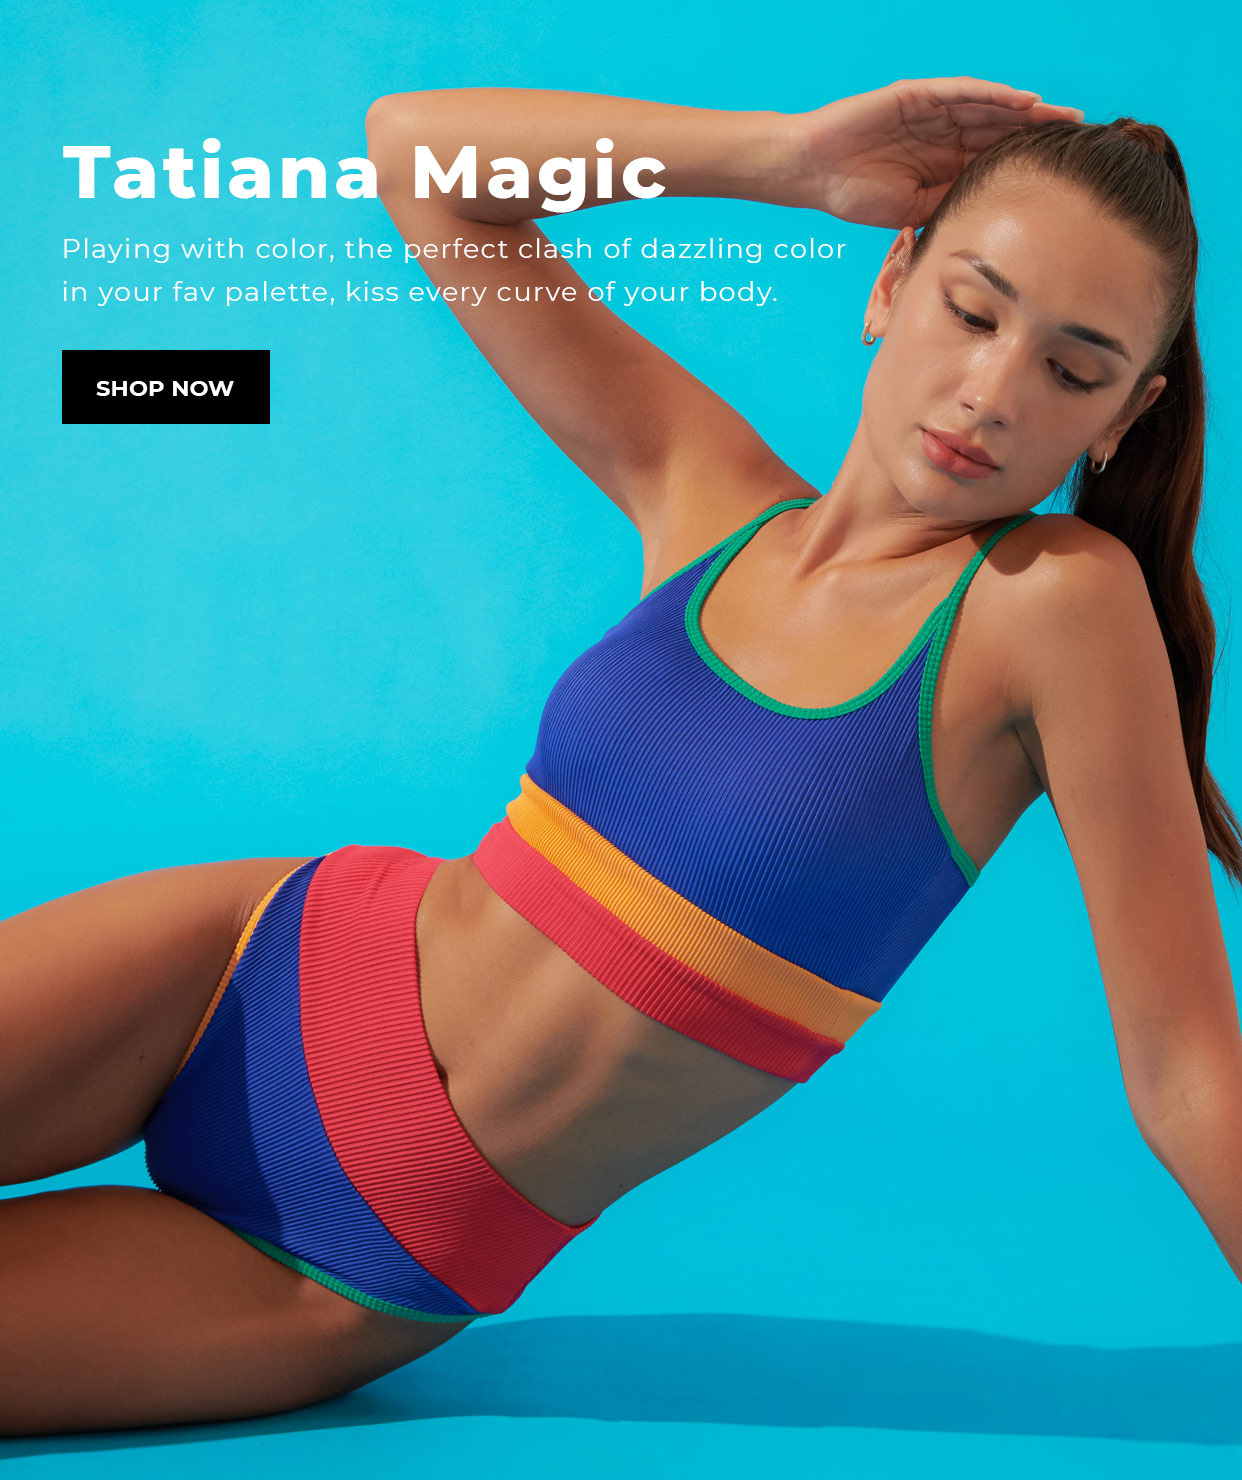 Tatiana Magic
Playing with color, the perfect clash of dazzling color
in your fav palette, kiss every curve of your body.
SHOP NOW